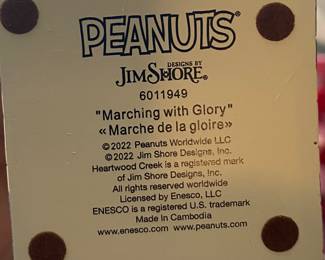 PEANUTS®
DESIGNS BY
JIM SHORE®
6011949
"Marching with Glory"
«Marche de la gloire»
©2022 Peanuts Worldwide LLC
©2022 Jim Shore Designs, Inc.
Heartwood Creek is a registered mark
of Jim Shore Designs, Inc.
All rights reserved worldwide
Licensed by Enesco, LLC
ENESCO is a registered U.S. trademark
Made in Cambodia
www.enesco.com www.peanuts.com